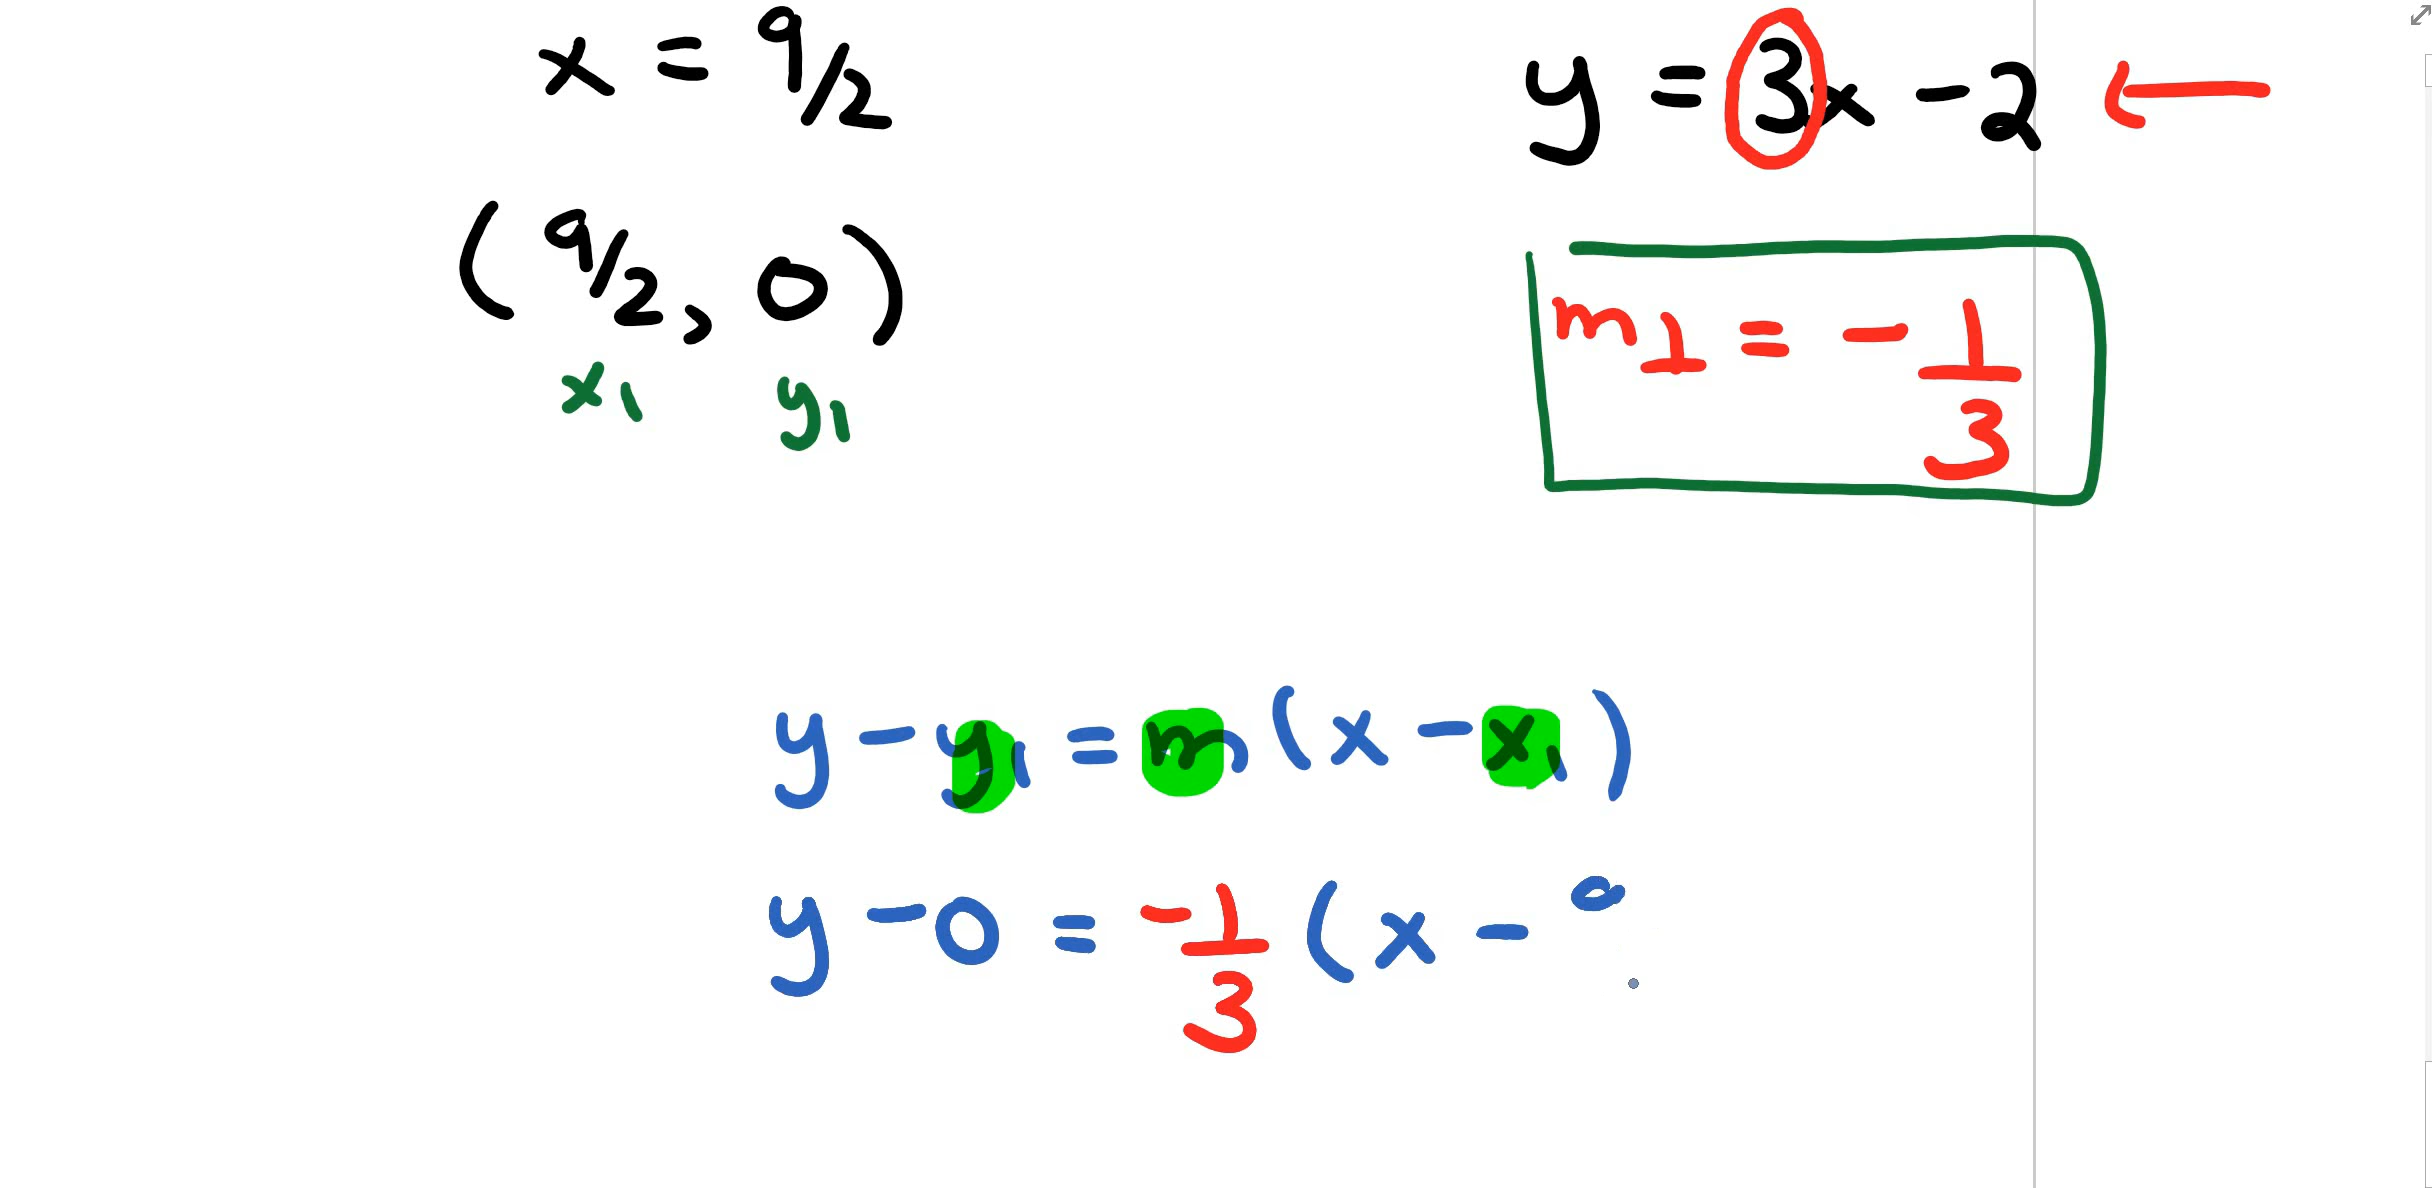 x = 9/2
(9/2, 0)
x₁ y₁
y = 3x - 2
m⊥ = - 1/3
y - y₁ = m(x - x₁)
y - 0 = - 1/3 (x -